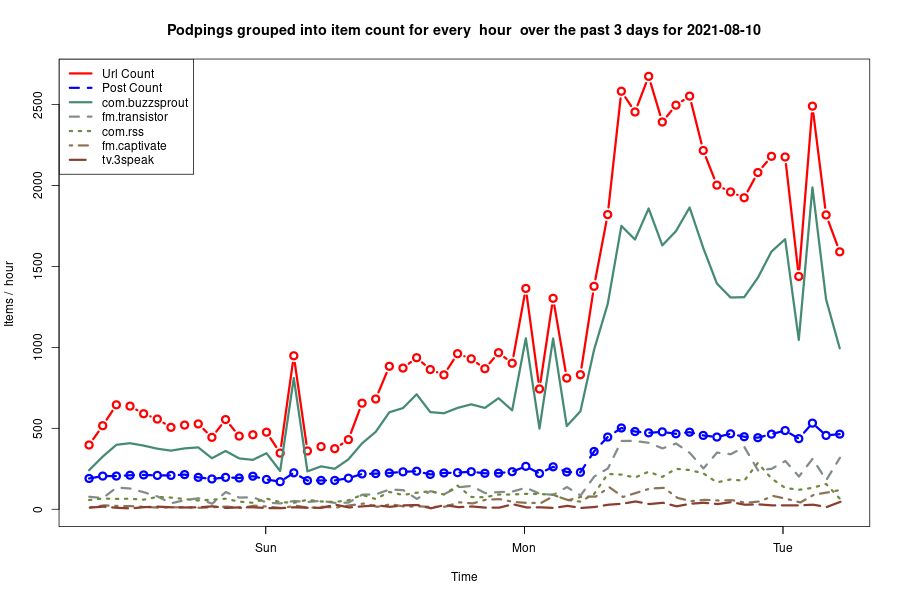 Podpings grouped into item count for every  hour  over the past 3 days for 2021-08-10
Url Count
Post Count
com.buzzsprout
fm.transistor
com.rss
fm.captivate
tv.3speak
Items /  hour
2500
2000
1500
1000
500
0
Sun
Mon
Tue
Time